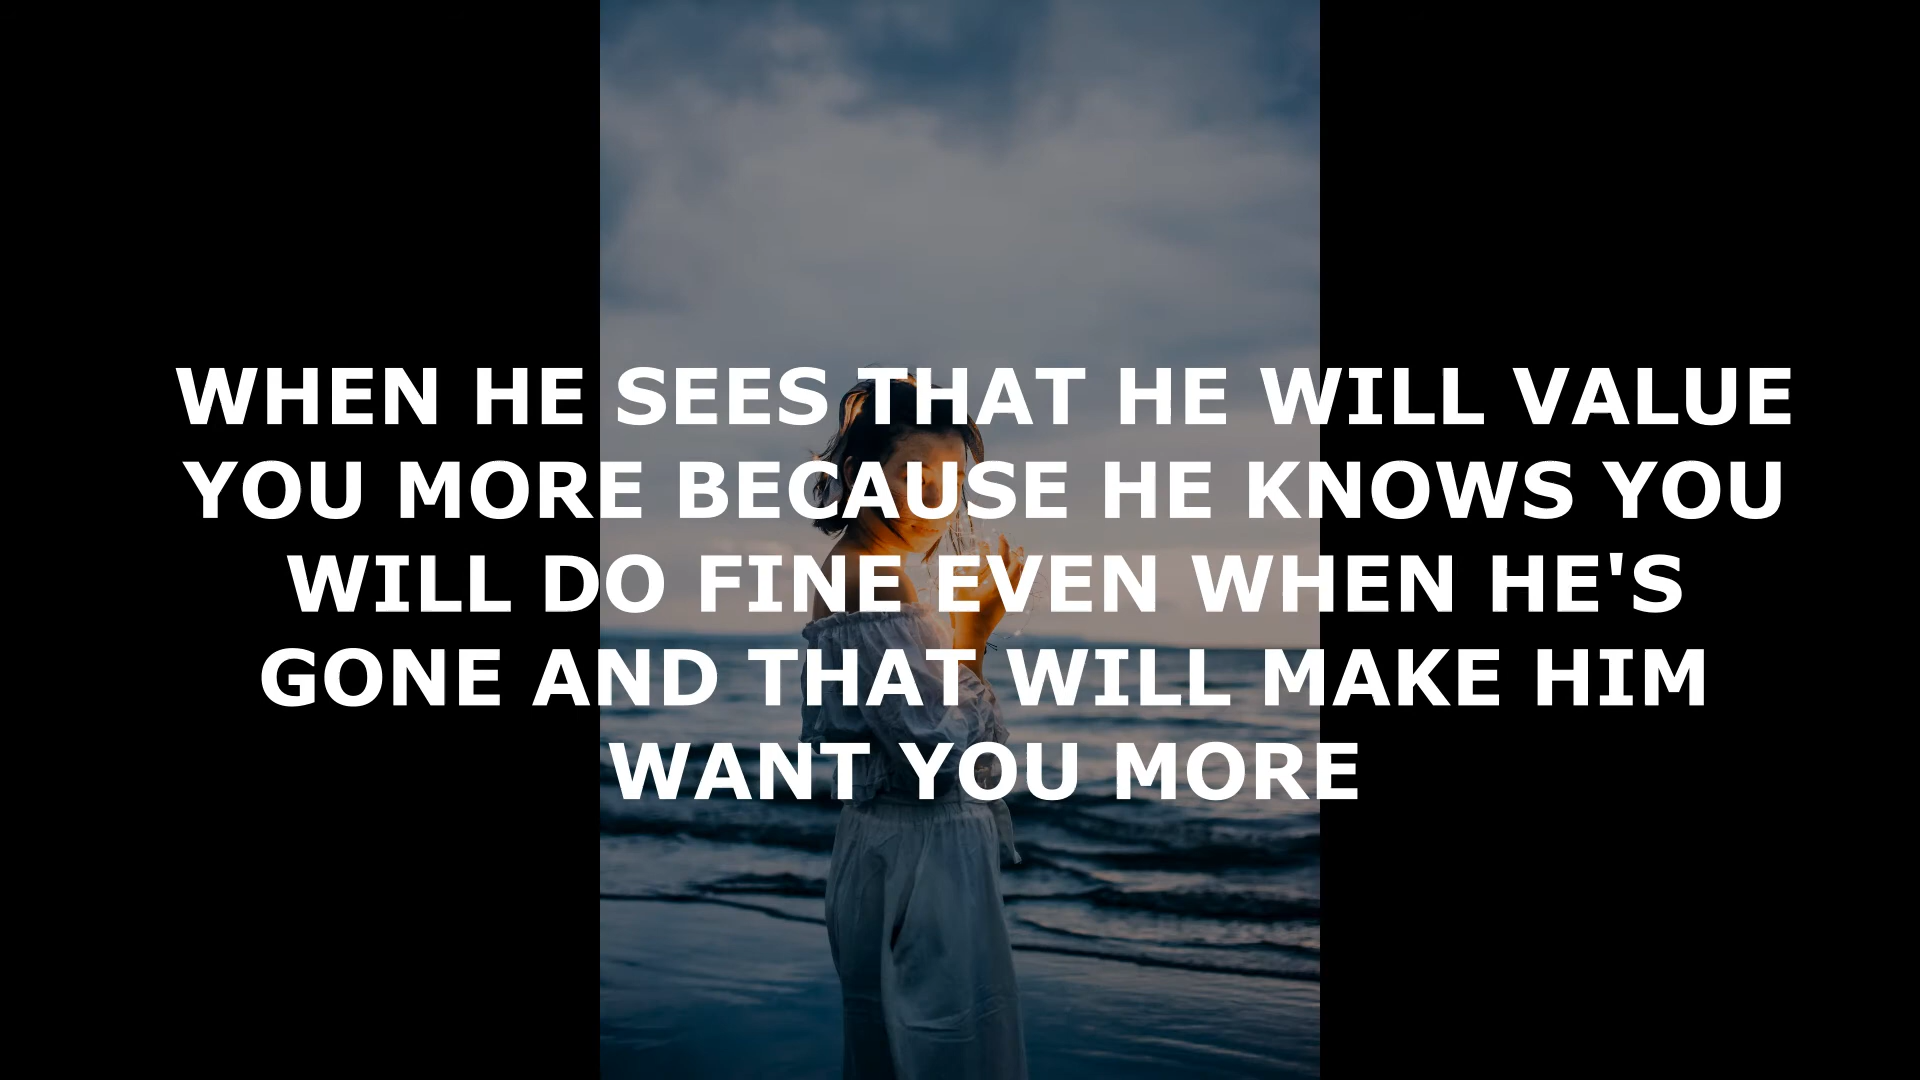 WHEN HE SEES THAT HE WILL VALUE
YOU MORE BECAUSE HE KNOWS YOU
WILL DO FINE EVEN WHEN HE'S
GONE AND THAT WILL MAKE HIM
WANT YOU MORE